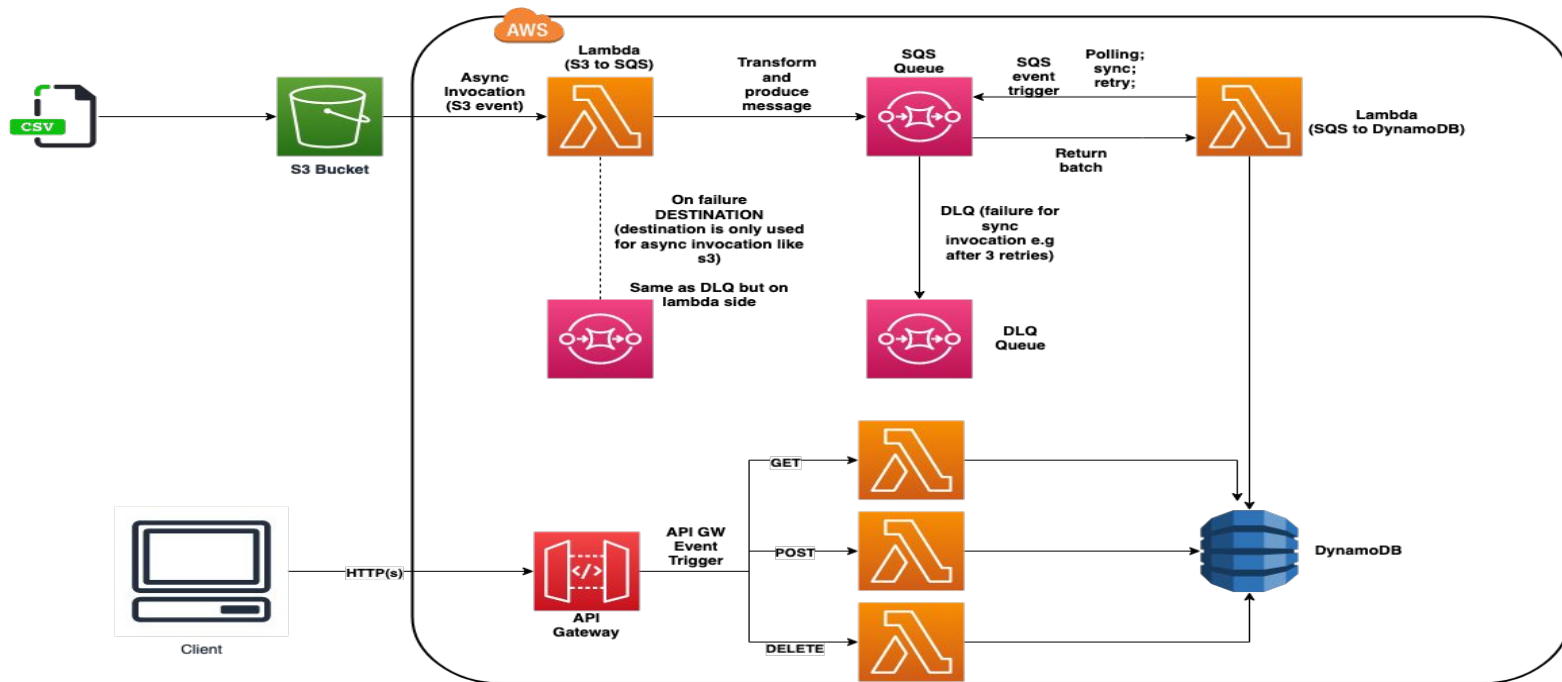 AWS
CSV
S3 Bucket
Async
Invocation
(S3 event)
Lambda
(S3 to SQS)
Transform
and
produce
message
SQS
Queue
SQS
event
trigger
Polling;
sync;
retry;
Return
batch
Lambda
(SQS to DynamoDB)
On failure
DESTINATION
(destination is only used
for async invocation like
s3)
Same as DLQ but on
lambda side
DLQ (failure for
sync
invocation e.g
after 3 retries)
DLQ
Queue
Client
HTTP(s)
API
Gateway
API GW
Event
Trigger
GET
POST
DELETE
DynamoDB